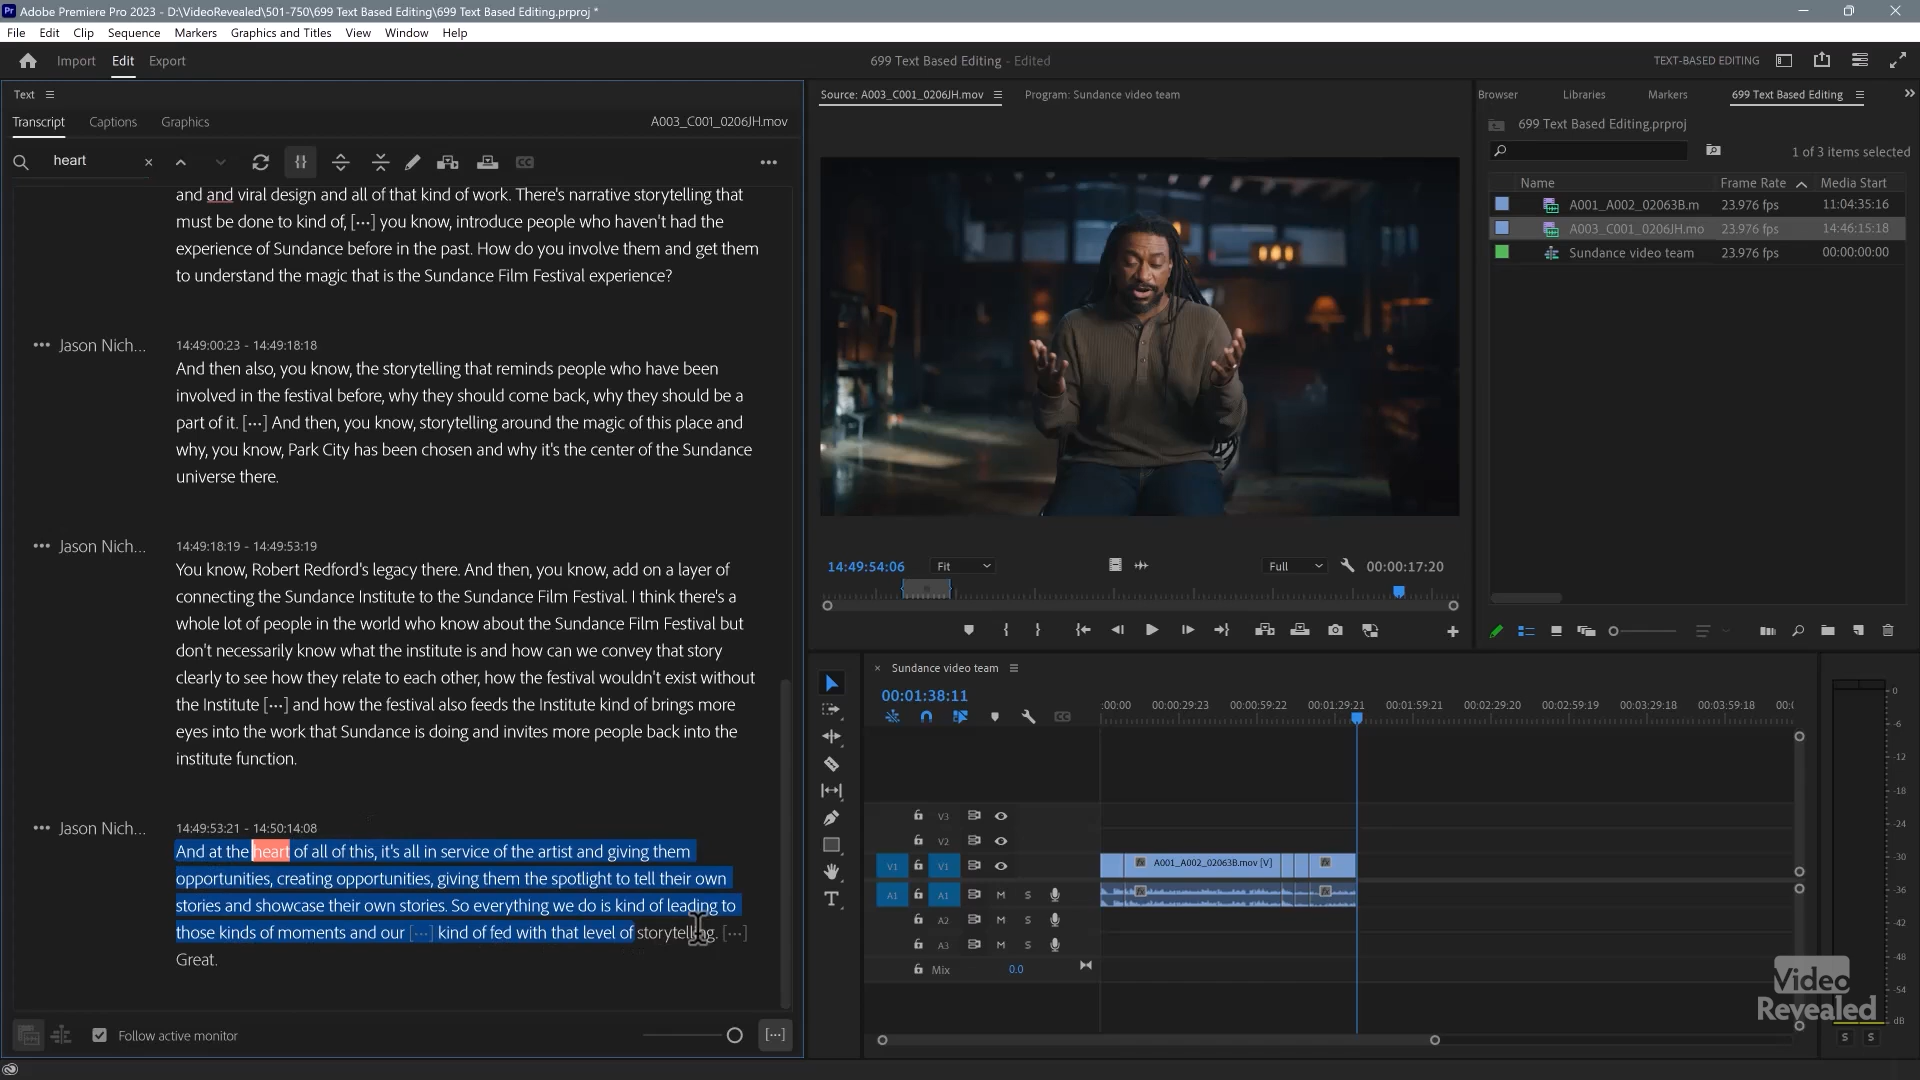 Adobe Premiere Pro 2023 - D:\VideoRevealed\501-750\699 Text Based Editing\699 Text Based Editing.prproj *
File Edit Clip Sequence Markers Graphics and Titles View Window Help
Import Edit Export
699 Text Based Editing - Edited
TEXT-BASED EDITING
Text
Transcript Captions Graphics
A003_C001_0206JH.mov
heart
and and viral design and all of that kind of work. There's narrative storytelling that
must be done to kind of, [...] you know, introduce people who haven't had the
experience of Sundance before in the past. How do you involve them and get them
to understand the magic that is the Sundance Film Festival experience?
Jason Nich...
14:49:00:23 - 14:49:18:18
And then also, you know, the storytelling that reminds people who have been
involved in the festival before, why they should come back, why they should be a
part of it. [...] And then, you know, storytelling around the magic of this place and
why, you know, Park City has been chosen and why it's the center of the Sundance
universe there.
Jason Nich...
14:49:18:19 - 14:49:53:19
You know, Robert Redford's legacy there. And then, you know, add on a layer of
connecting the Sundance Institute to the Sundance Film Festival. I think there's a
whole lot of people in the world who know about the Sundance Film Festival but
don't necessarily know what the institute is and how can we convey that story
clearly to see how they relate to each other, how the festival wouldn't exist without
the Institute [...] and how the festival also feeds the Institute kind of brings more
eyes into the work that Sundance is doing and invites more people back into the
institute function.
Jason Nich...
14:49:53:21 - 14:50:14:08
And at the heart of all of this, it's all in service of the artist and giving them
opportunities, creating opportunities, giving them the spotlight to tell their own
stories and showcase their own stories. So everything we do is kind of leading to
those kinds of moments and our [...] kind of fed with that level of storytelling. [...]
Great.
Follow active monitor
[...]
Source: A003_C001_0206JH.mov
Program: Sundance video team
14:49:54:06
Fit
Full
00:00:17:20
Browser Libraries Markers 699 Text Based Editing
699 Text Based Editing.prproj
1 of 3 items selected
Name Frame Rate Media Start
A001_A002_02063B.m 23.976 fps 11:04:35:16
A003_C001_0206JH.mo 23.976 fps 14:46:15:18
Sundance video team 23.976 fps 00:00:00:00
× Sundance video team
00:01:38:11
:00:00 00:00:29:23 00:00:59:22 00:01:29:21 00:01:59:21 00:02:29:20 00:02:59:19 00:03:29:18 00:03:59:18 00:
V3
V2
V1 V1 A001_A002_02063B.mov [V]
A1 A1 M S
A2 M S
A3 M S
Mix 0.0
0
-6
-12
-18
-24
-30
-36
-42
-48
-54
dB
S S
Video
Revealed